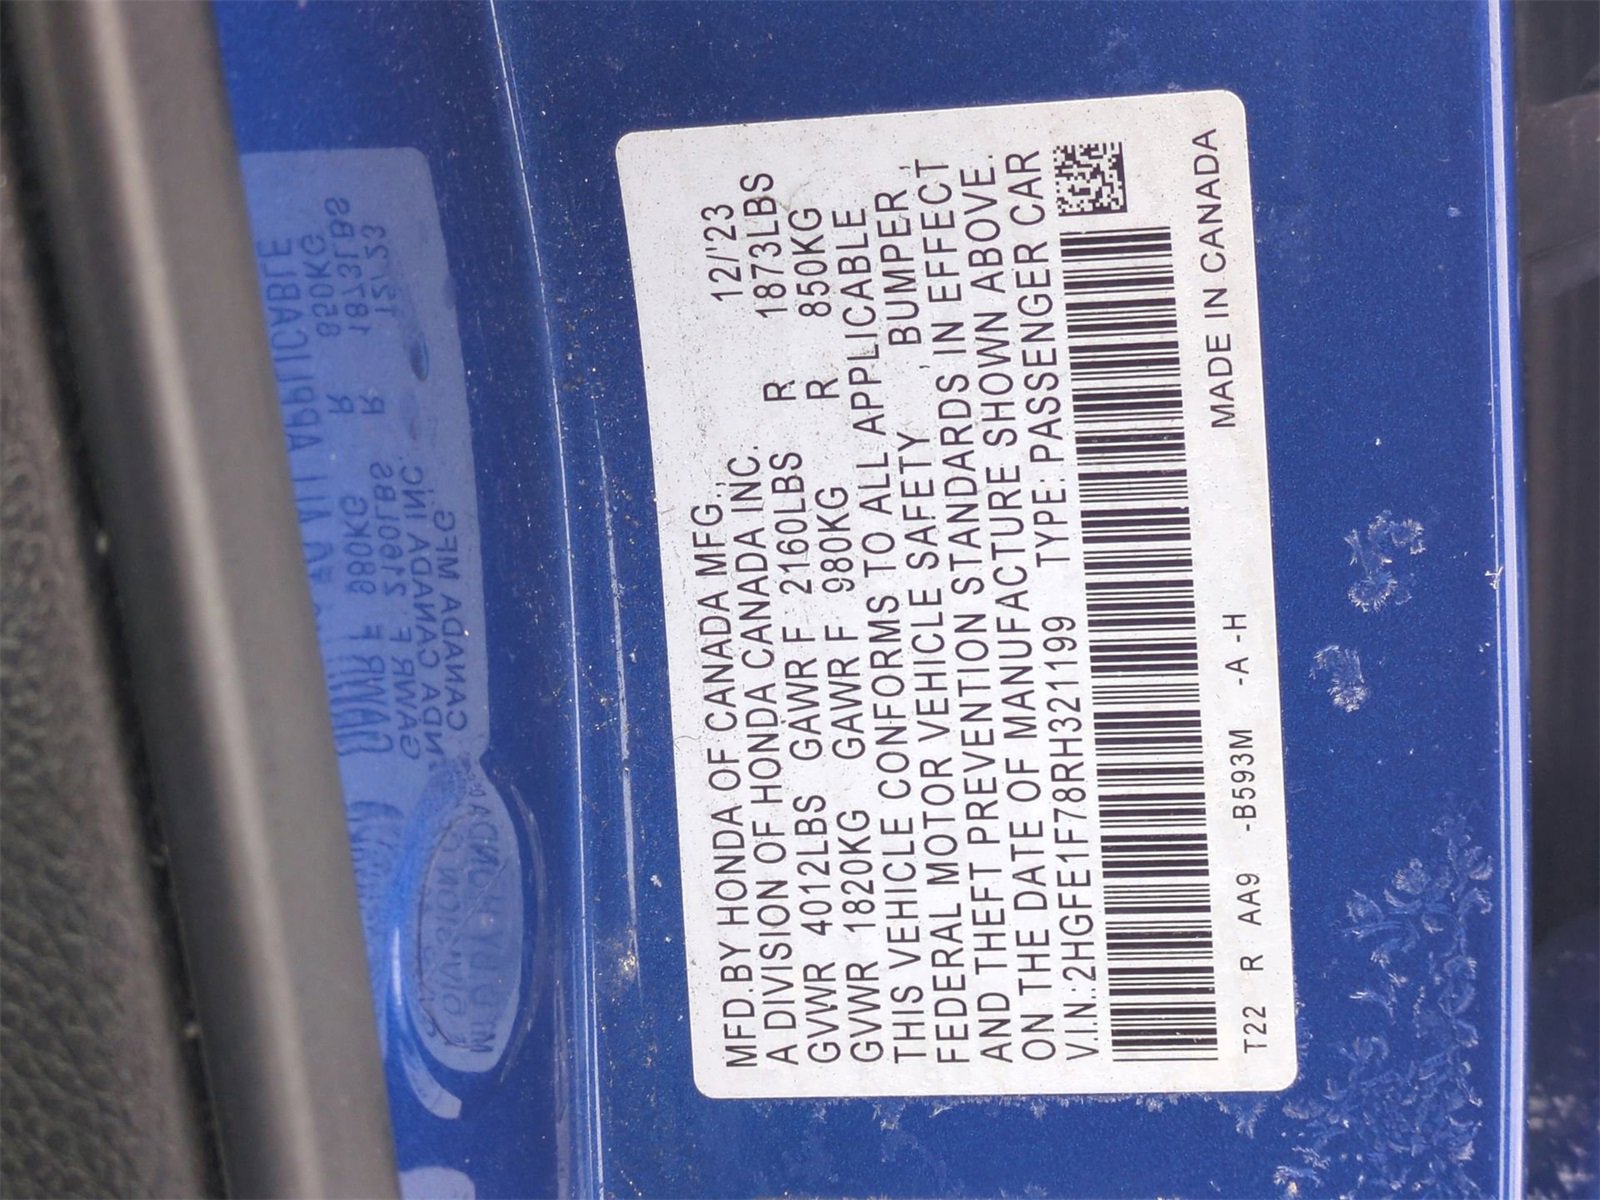 MFD.BY HONDA OF CANADA MFG., 12/'23
A DIVISION OF HONDA CANADA INC.
GVWR 4012LBS GAWR F 2160LBS R 1873LBS
GVWR 1820KG GAWR F 980KG R 850KG
THIS VEHICLE CONFORMS TO ALL APPLICABLE
FEDERAL MOTOR VEHICLE SAFETY , BUMPER ,
AND THEFT PREVENTION STANDARDS IN EFFECT
ON THE DATE OF MANUFACTURE SHOWN ABOVE.
V.I.N.:2HGFE1F78RH321199 TYPE: PASSENGER CAR
T22 R AA9 -B593M -A -H MADE IN CANADA